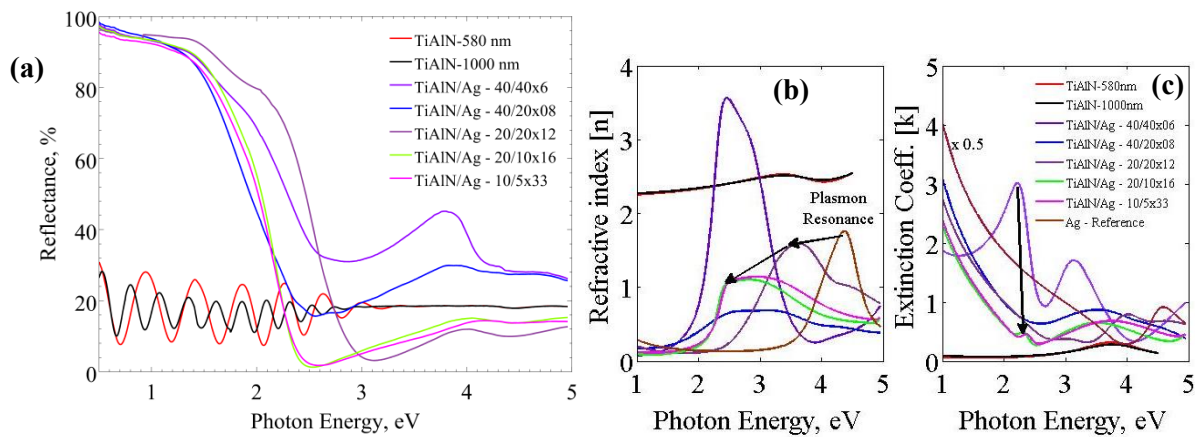 (a)
Reflectance, %
100
80
60
40
20
0
1
2
3
4
5
Photon Energy, eV
TiAlN-580 nm
TiAlN-1000 nm
TiAlN/Ag - 40/40x6
TiAlN/Ag - 40/20x08
TiAlN/Ag - 20/20x12
TiAlN/Ag - 20/10x16
TiAlN/Ag - 10/5x33
(b)
Refractive index [n]
4
3
2
1
0
1
2
3
4
5
Photon Energy, eV
Plasmon
Resonance
(c)
Extinction Coeff. [k]
5
4
3
2
1
0
1
2
3
4
5
Photon Energy, eV
x 0.5
TiAlN-580nm
TiAlN-1000nm
TiAlN/Ag - 40/40x06
TiAlN/Ag - 40/20x08
TiAlN/Ag - 20/20x12
TiAlN/Ag - 20/10x16
TiAlN/Ag - 10/5x33
Ag - Reference